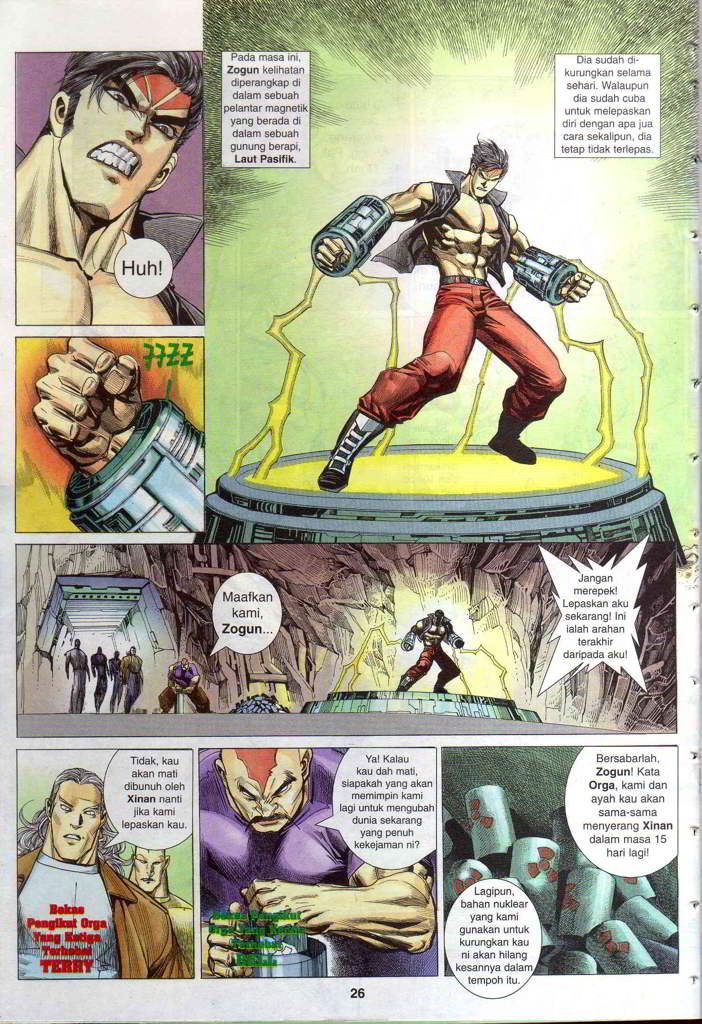 Pada masa ini,
Zogun kelihatan
diperangkap di
dalam sebuah
pelantar magnetik
yang berada di
dalam sebuah
gunung berapi,
Laut Pasifik.
Dia sudah di-
kurungkan selama
sehari. Walaupun
dia sudah cuba
untuk melepaskan
diri dengan apa jua
cara sekalipun, dia
tetap tidak terlepas.
Huh!
JZZZ
Maafkan
kami,
Zogun...
Jangan
merepek!
Lepaskan aku
sekarang! Ini
ialah arahan
terakhir
daripada aku!
Tidak, kau
akan mati
dibunuh oleh
Xinan nanti
jika kami
lepaskan kau.
Bekas
Pengikut Orga
Yang Ketiga
TERRY
Ya! Kalau
kau dah mati,
siapakah yang akan
memimpin kami
lagi untuk mengubah
dunia sekarang
yang penuh
kekejaman ni?
Bekas
Pengikut Orga
Yang
Bersabarlah,
Zogun! Kata
Orga, kami dan
ayah kau akan
sama-sama
menyerang Xinan
dalam masa 15
hari lagi!
Lagipun,
bahan nuklear
yang kami
gunakan untuk
kurungkan kau
ni akan hilang
kesannya dalam
tempoh itu.
26